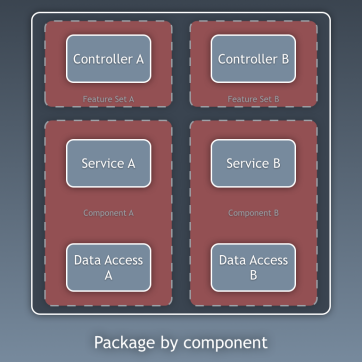 Controller A
Controller B
Feature Set A
Feature Set B
Service A
Service B
Component A
Component B
Data Access
A
Data Access
B
Package by component